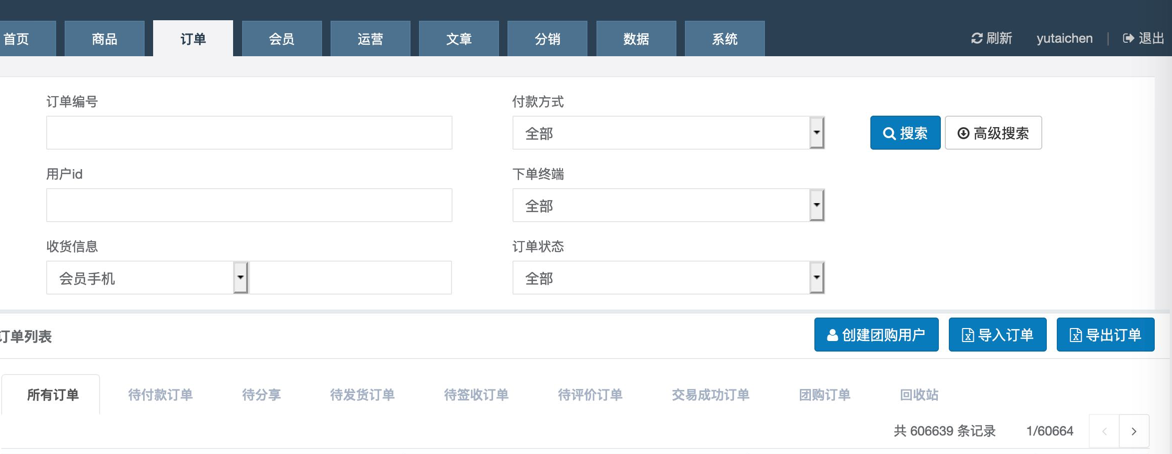 首页 商品 订单 会员 运营 文章 分销 数据 系统 刷新 yutaichen | 退出
订单编号 付款方式
全部 搜索 高级搜索
用户id 下单终端
全部
收货信息 订单状态
会员手机 全部
订单列表 创建团购用户 导入订单 导出订单
所有订单 待付款订单 待分享 待发货订单 待签收订单 待评价订单 交易成功订单 团购订单 回收站
共 606639 条记录 1/60664